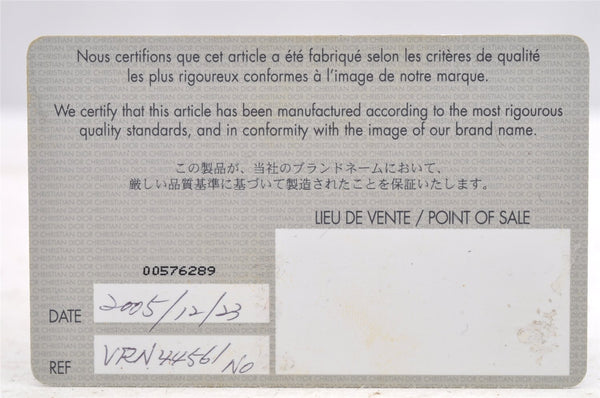 Nous certifions que cet article a été fabriqué selon les critères de qualité
les plus rigoureux conformes à l'image de notre marque.
We certify that this article has been manufactured according to the most rigourous
quality standards, and in conformity with the image of our brand name.
この製品が、当社のブランドネームにおいて、
厳しい品質基準に基づいて製造されたことを保証いたします。
LIEU DE VENTE / POINT OF SALE
00576289
DATE 2005/12/23
REF VRN44561 NO